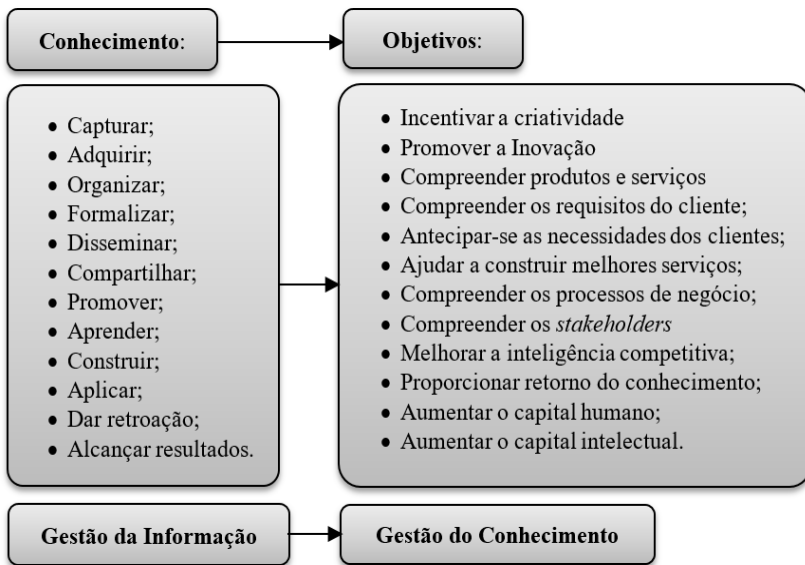 Conhecimento:
Objetivos:
• Capturar;
• Adquirir;
• Organizar;
• Formalizar;
• Disseminar;
• Compartilhar;
• Promover;
• Aprender;
• Construir;
• Aplicar;
• Dar retroação;
• Alcançar resultados.
• Incentivar a criatividade
• Promover a Inovação
• Compreender produtos e serviços
• Compreender os requisitos do cliente;
• Antecipar-se as necessidades dos clientes;
• Ajudar a construir melhores serviços;
• Compreender os processos de negócio;
• Compreender os stakeholders
• Melhorar a inteligência competitiva;
• Proporcionar retorno do conhecimento;
• Aumentar o capital humano;
• Aumentar o capital intelectual.
Gestão da Informação
Gestão do Conhecimento